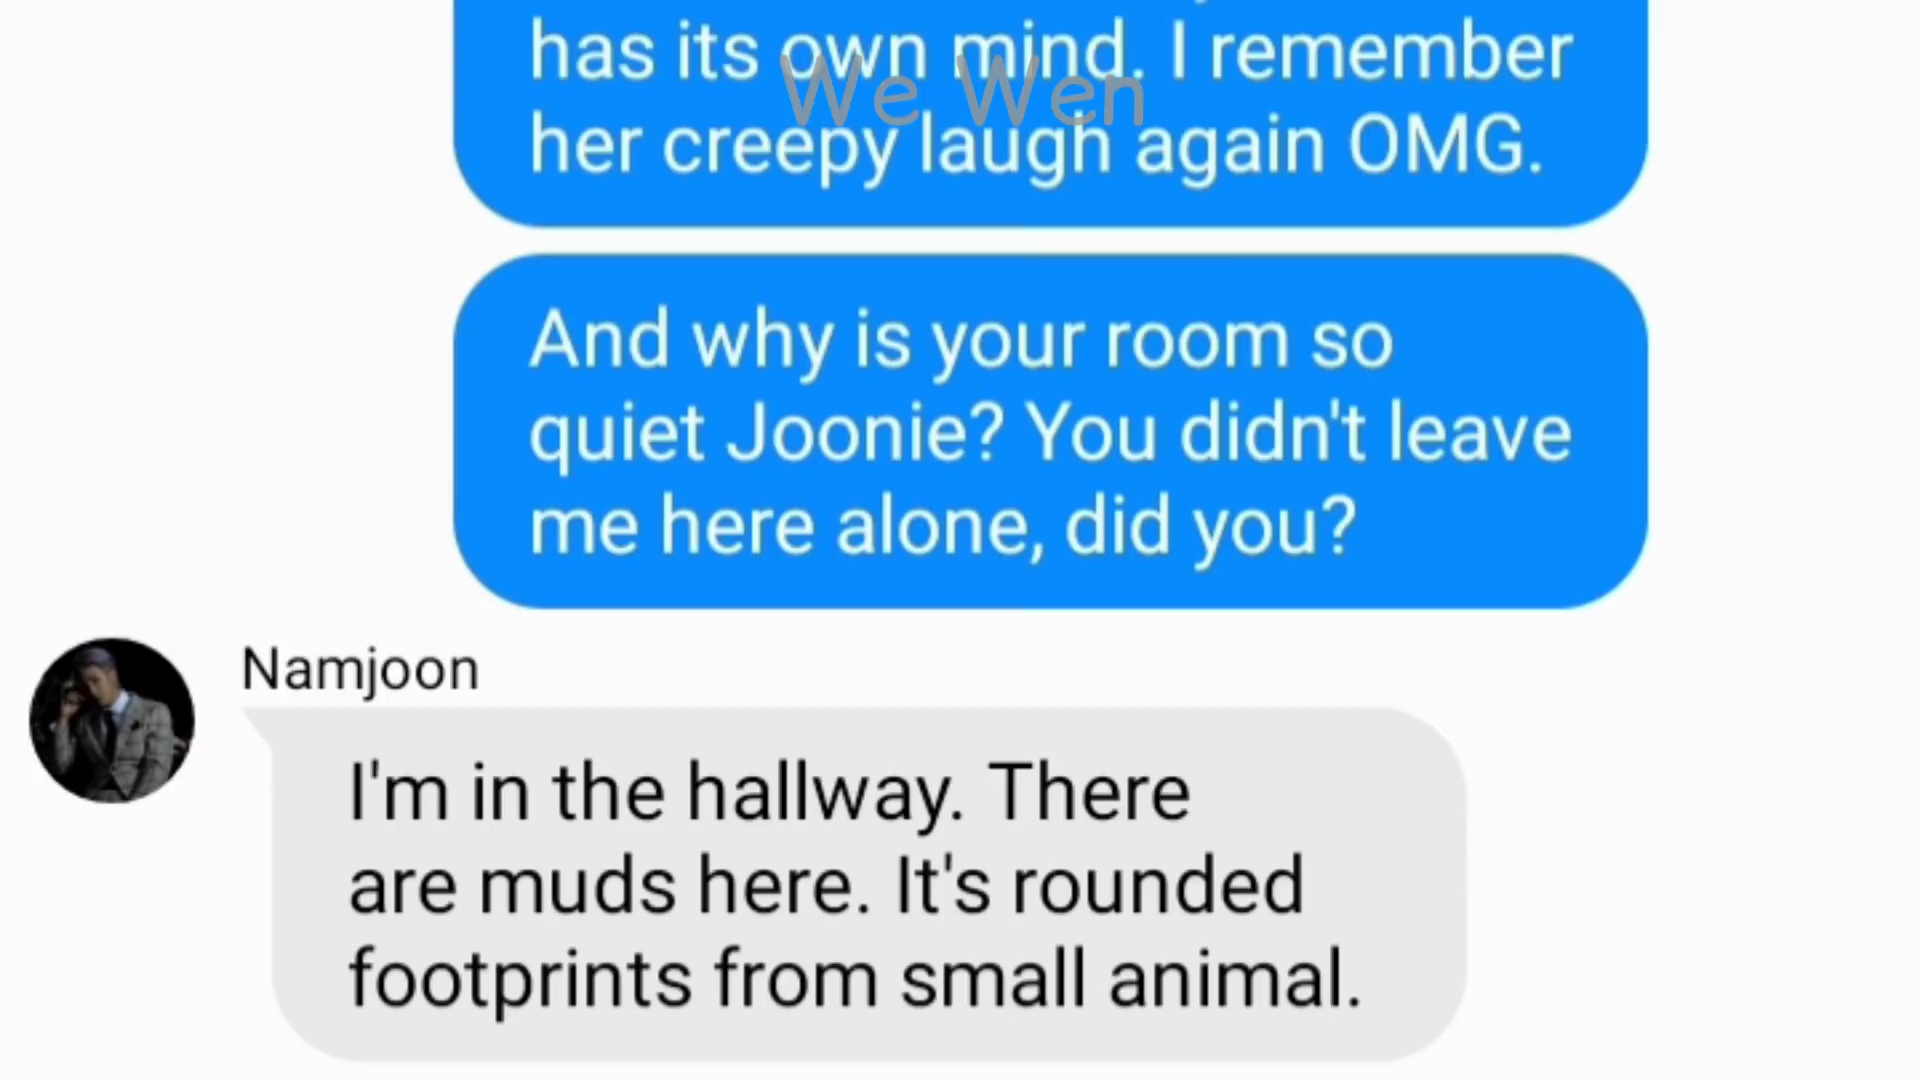 has its own mind. I remember
We Wen
her creepy laugh again OMG.
And why is your room so
quiet Joonie? You didn't leave
me here alone, did you?
Namjoon
I'm in the hallway. There
are muds here. It's rounded
footprints from small animal.